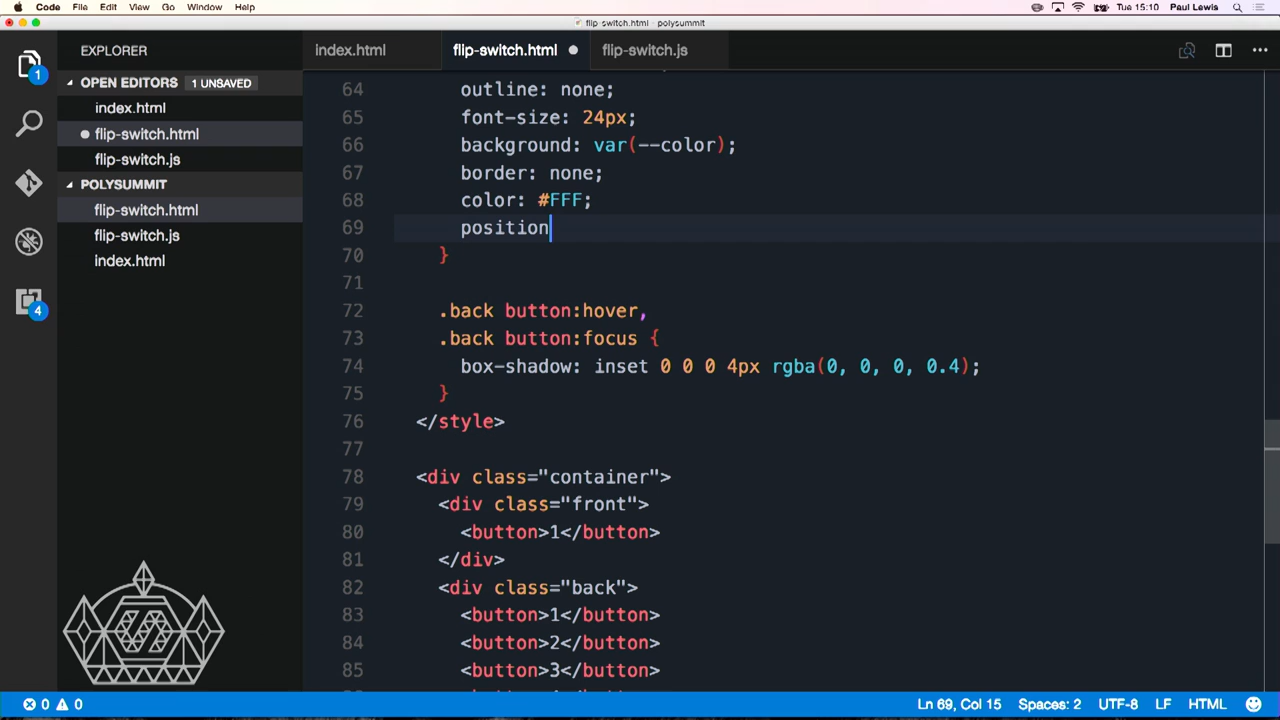 Code File Edit View Go Window Help Tue 15:10 Paul Lewis
flip-switch.html — polysummit
EXPLORER
OPEN EDITORS 1 UNSAVED
index.html
flip-switch.html
flip-switch.js
POLYSUMMIT
flip-switch.html
flip-switch.js
index.html
1
4
index.html flip-switch.html flip-switch.js
64 outline: none;
65 font-size: 24px;
66 background: var(--color);
67 border: none;
68 color: #FFF;
69 position
70 }
71
72 .back button:hover,
73 .back button:focus {
74 box-shadow: inset 0 0 0 4px rgba(0, 0, 0, 0.4);
75 }
76 </style>
77
78 <div class="container">
79 <div class="front">
80 <button>1</button>
81 </div>
82 <div class="back">
83 <button>1</button>
84 <button>2</button>
85 <button>3</button>
0 0 Ln 69, Col 15 Spaces: 2 UTF-8 LF HTML